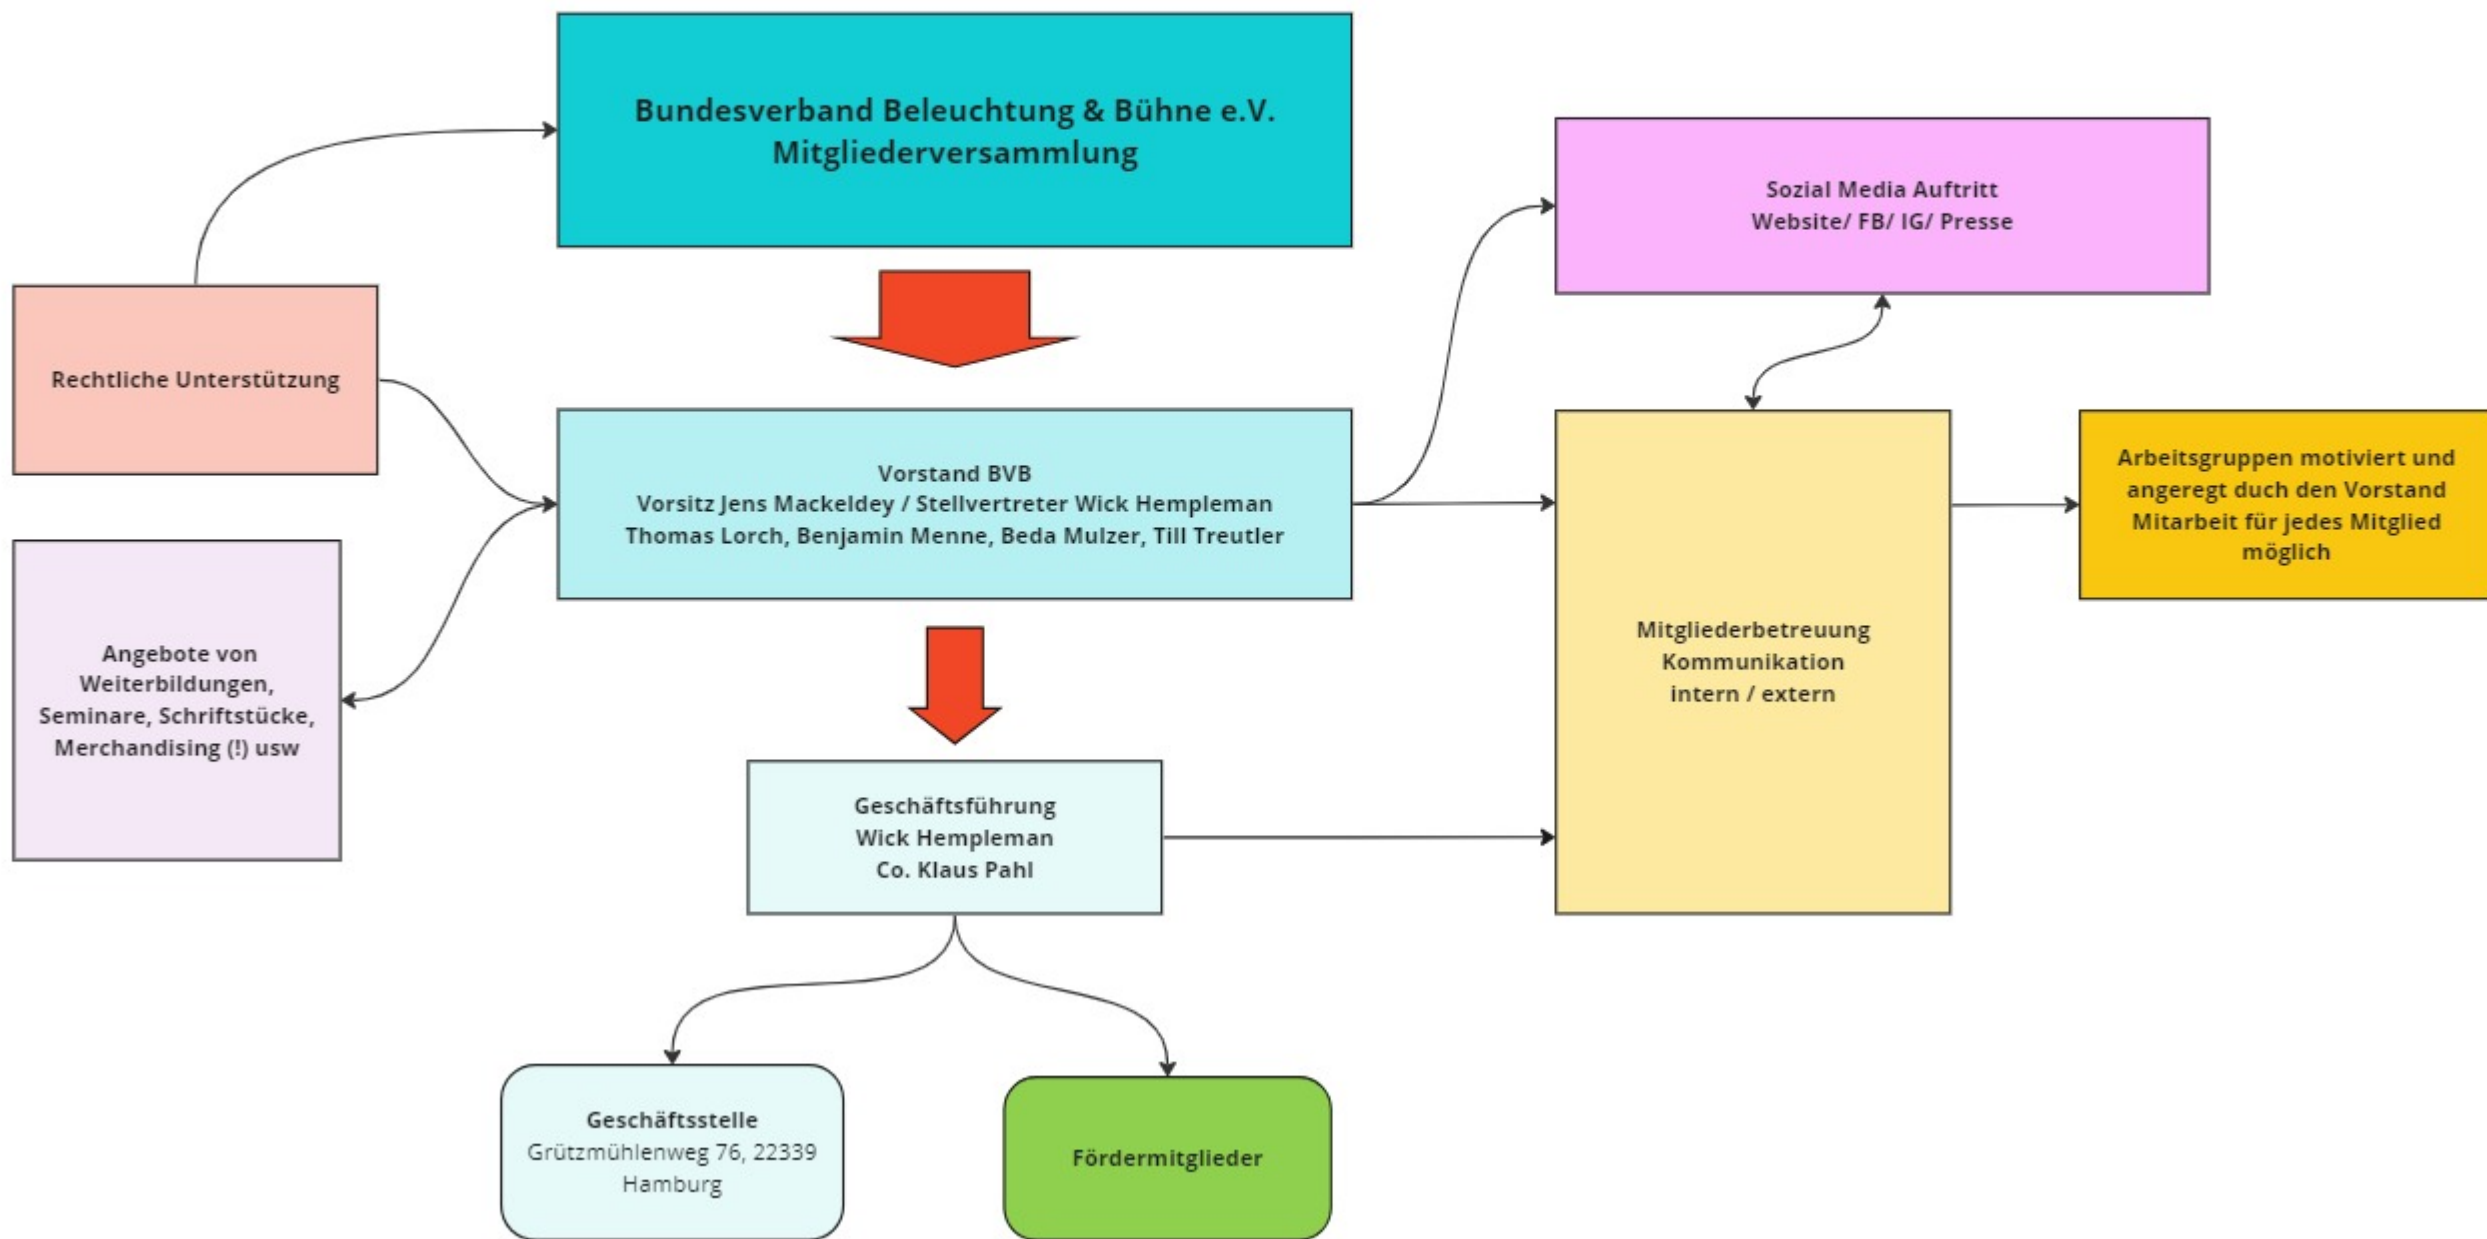 Bundesverband Beleuchtung & Bühne e.V.
Mitgliederversammlung
Sozial Media Auftritt
Website/ FB/ IG/ Presse
Rechtliche Unterstützung
Vorstand BVB
Vorsitz Jens Mackeldey / Stellvertreter Wick Hempleman
Thomas Lorch, Benjamin Menne, Beda Mulzer, Till Treutler
Arbeitsgruppen motiviert und
angeregt duch den Vorstand
Mitarbeit für jedes Mitglied
möglich
Angebote von
Weiterbildungen,
Seminare, Schriftstücke,
Merchandising (!) usw
Mitgliederbetreuung
Kommunikation
intern / extern
Geschäftsführung
Wick Hempleman
Co. Klaus Pahl
Geschäftsstelle
Grützmühlenweg 76, 22339
Hamburg
Fördermitglieder